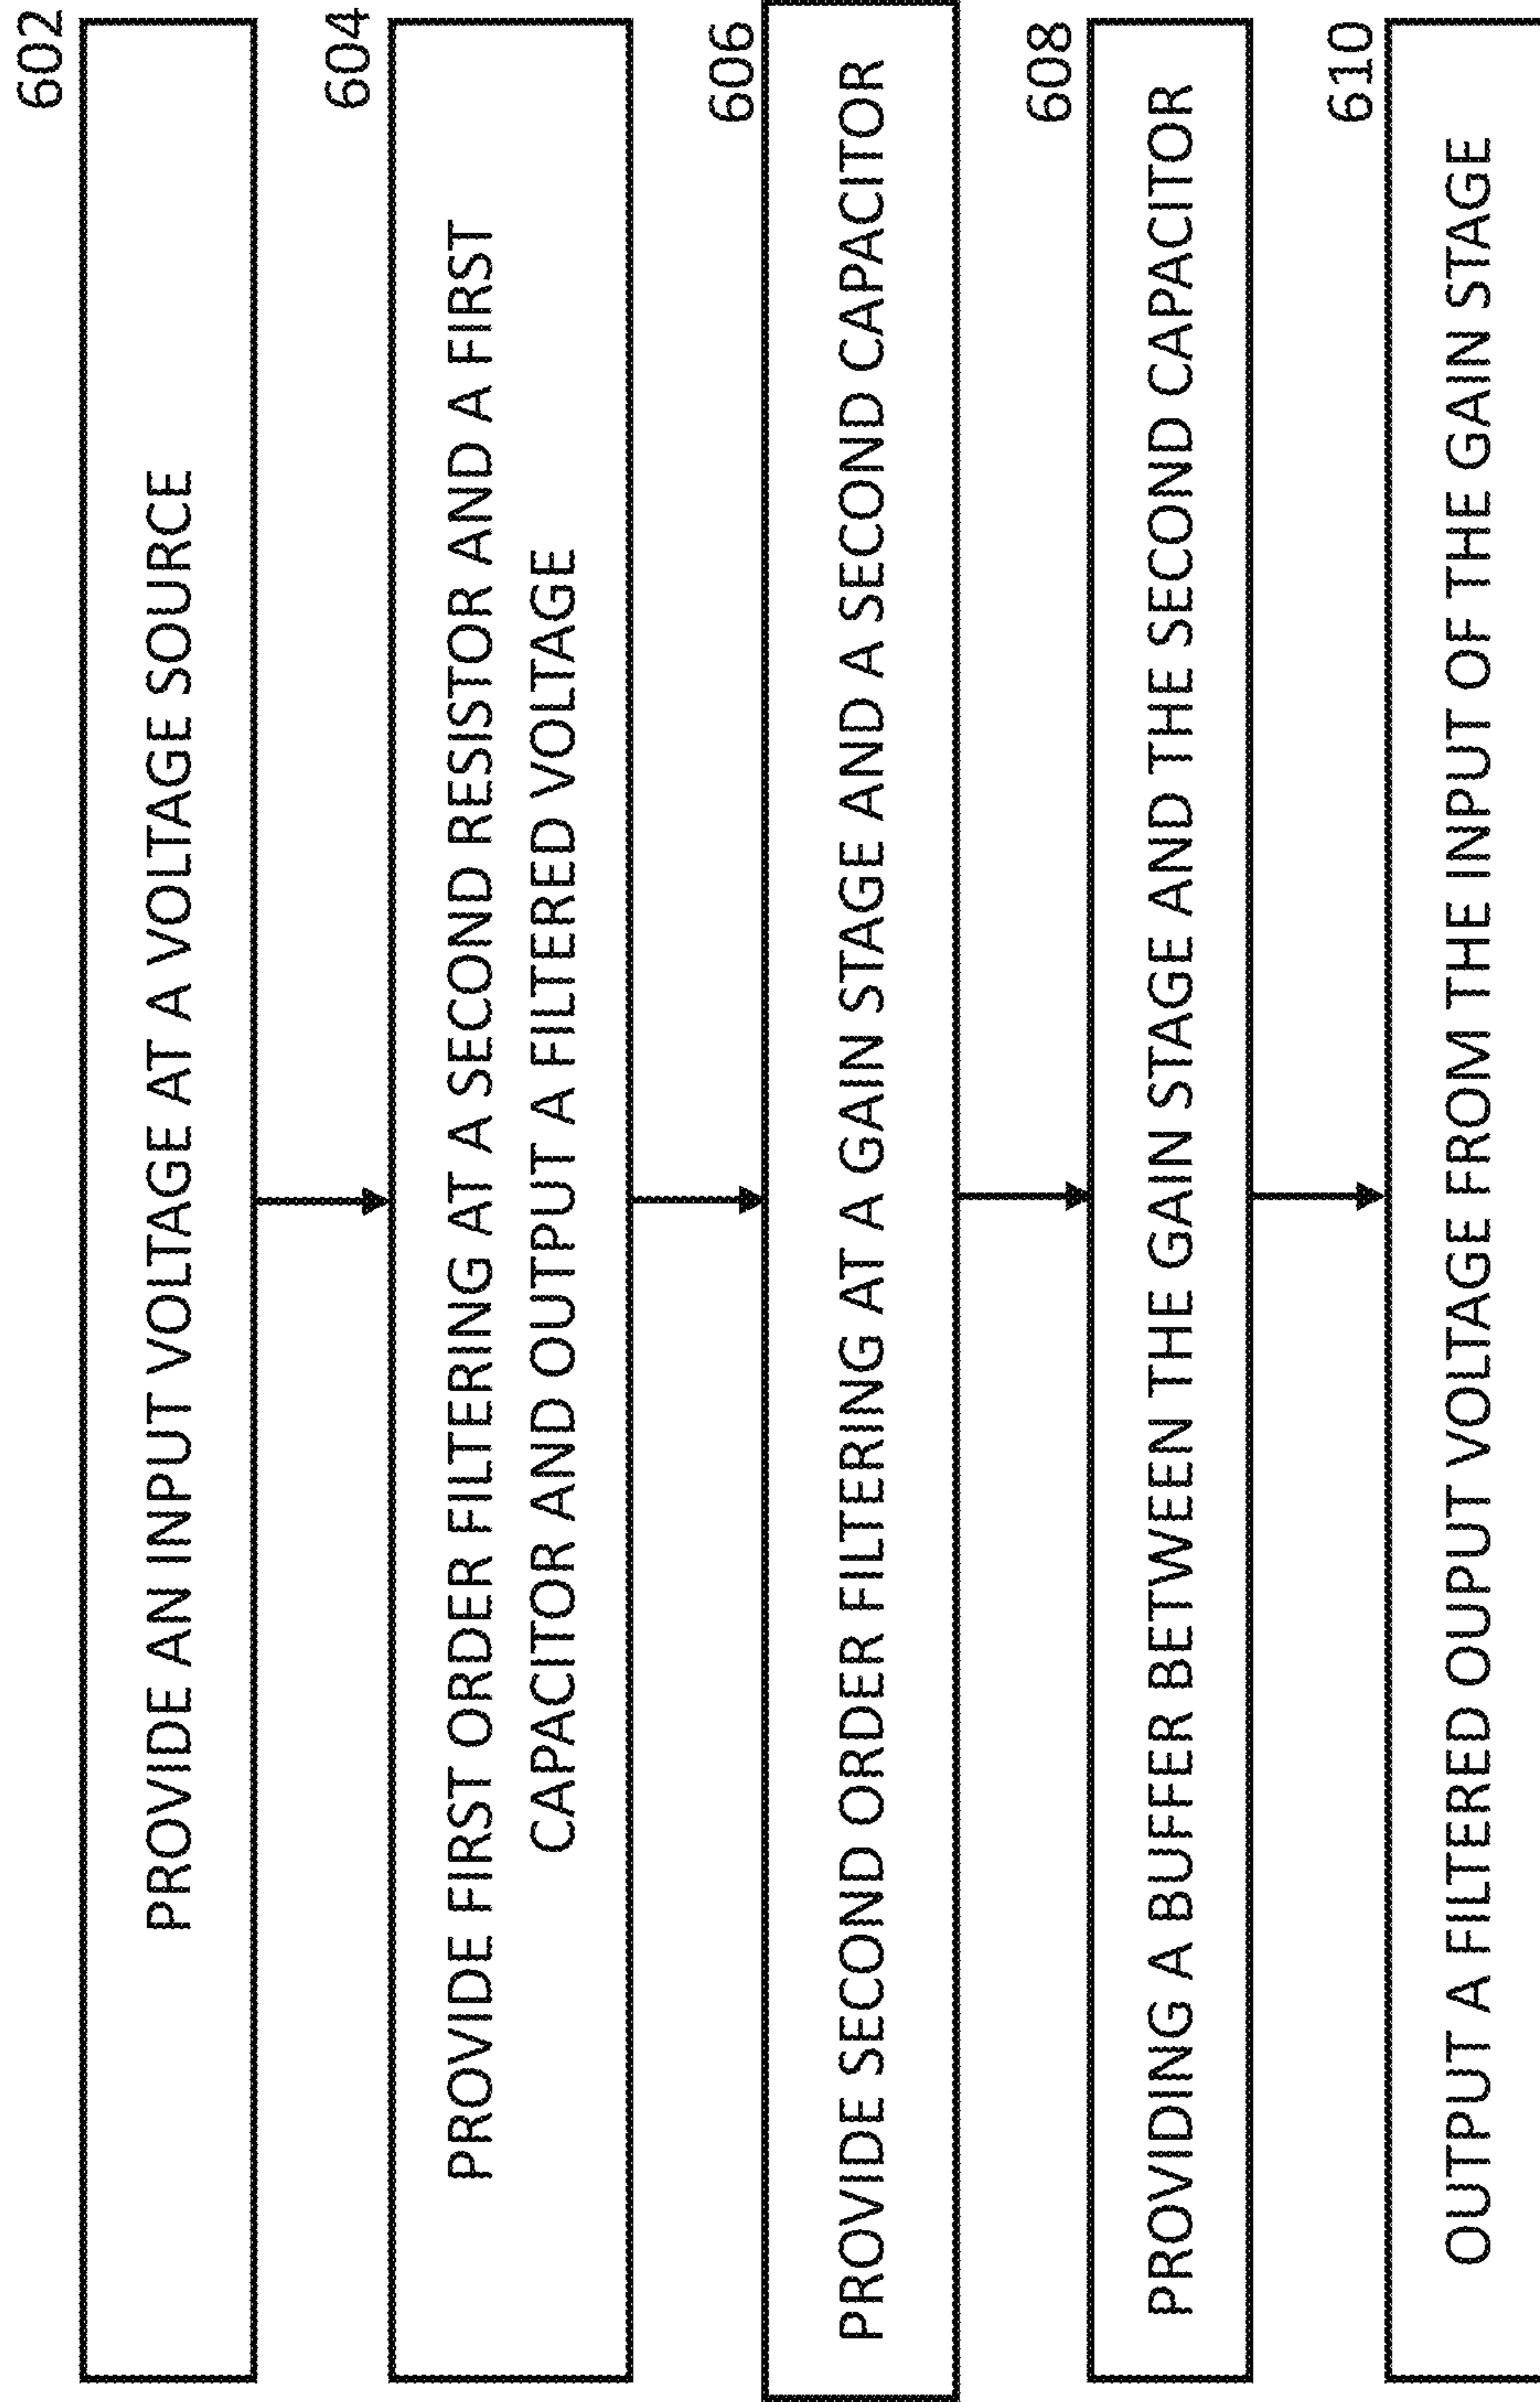 602
PROVIDE AN INPUT VOLTAGE AT A VOLTAGE SOURCE
604
PROVIDE FIRST ORDER FILTERING AT A SECOND RESISTOR AND A FIRST
CAPACITOR AND OUTPUT A FILTERED VOLTAGE
606
PROVIDE SECOND ORDER FILTERING AT A GAIN STAGE AND A SECOND CAPACITOR
608
PROVIDING A BUFFER BETWEEN THE GAIN STAGE AND THE SECOND CAPACITOR
610
OUTPUT A FILTERED OUPUT VOLTAGE FROM THE INPUT OF THE GAIN STAGE